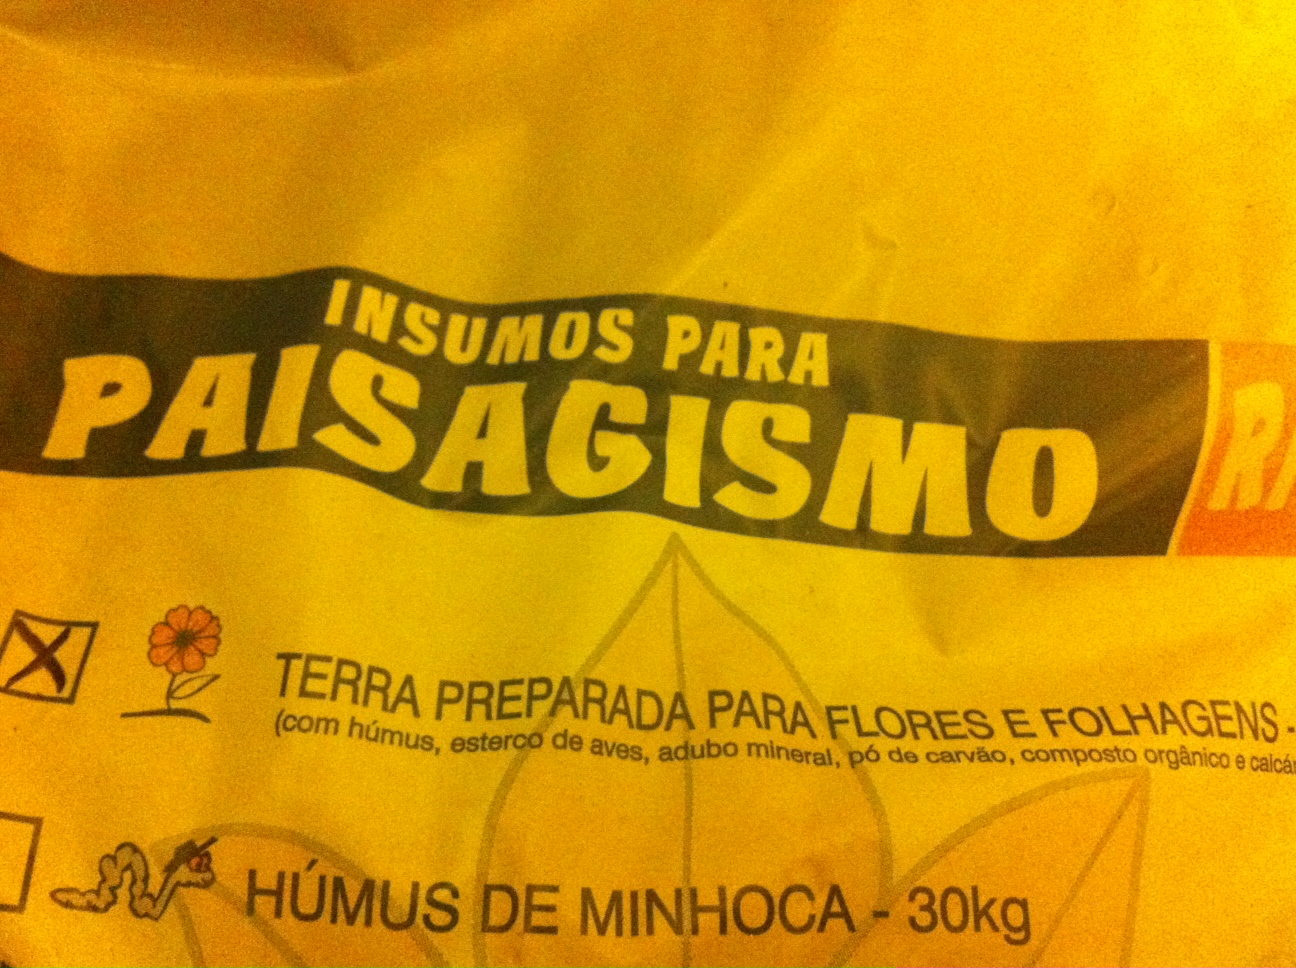 INSUMOS PARA
PAISAGISMO
TERRA PREPARADA PARA FLORES E FOLHAGENS -
(com húmus, esterco de aves, adubo mineral, pó de carvão, composto orgânico e
HÚMUS DE MINHOCA - 30kg